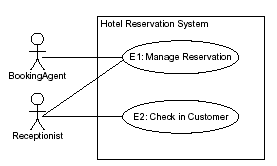 Hotel Reservation System
E1: Manage Reservation
BookingAgent
E2: Check in Customer
Receptionist